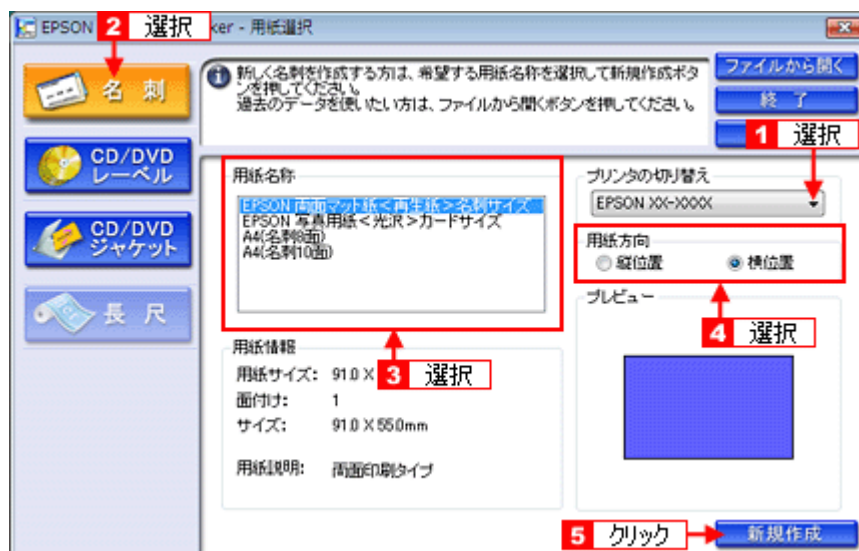 EPSON
2 選択
ker - 用紙選択
名 刺
新しく名刺を作成する方は、希望する用紙名称を選択して新規作成ボタ
ンを押してください。
過去のデータを使いたい方は、ファイルから開くボタンを押してください。
ファイルから開く
終 了
1 選択
CD/DVD
レーベル
CD/DVD
ジャケット
長 尺
用紙名称
EPSON 両面マット紙<再生紙>名刺サイズ
EPSON 写真用紙<光沢>カードサイズ
A4(名刺8面)
A4(名刺10面)
3 選択
プリンタの切り替え
EPSON XX-XXXX
用紙方向
縦位置
横位置
4 選択
プレビュー
用紙情報
用紙サイズ: 91.0 X
面付け: 1
サイズ: 91.0 X 55.0mm
用紙説明: 両面印刷タイプ
5 クリック
新規作成